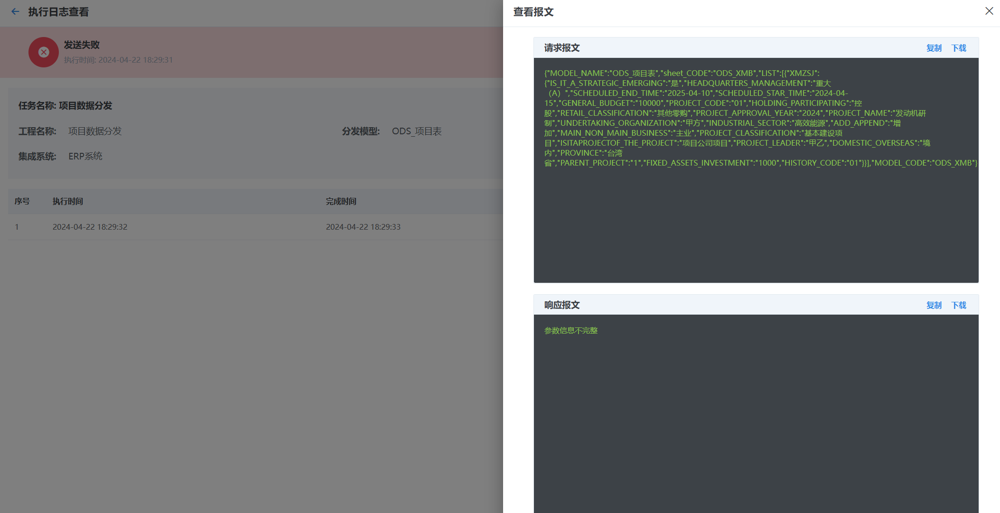 执行日志查看
发送失败
执行时间: 2024-04-22 18:29:31
任务名称: 项目数据分发
工程名称: 项目数据分发 分发模型: ODS_项目表
集成系统: ERP系统
序号 执行时间 完成时间
1 2024-04-22 18:29:32 2024-04-22 18:29:33
查看报文
请求报文 复制 下载
{"MODEL_NAME":"ODS_项目表","sheet_CODE":"ODS_XMB","LIST":[{"XMZSJ":
{"IS_IT_A_STRATEGIC_EMERGING":"是","HEADQUARTERS_MANAGEMENT":"重大
（A）","SCHEDULED_END_TIME":"2025-04-10","SCHEDULED_STAR_TIME":"2024-04-
15","GENERAL_BUDGET":"10000","PROJECT_CODE":"01","HOLDING_PARTICIPATING":"控
股","RETAIL_CLASSIFICATION":"其他零购","PROJECT_APPROVAL_YEAR":"2024","PROJECT_NAME":"发动机研
制","UNDERTAKING_ORGANIZATION":"甲方","INDUSTRIAL_SECTOR":"高效能源","ADD_APPEND":"增
加","MAIN_NON_MAIN_BUSINESS":"主业","PROJECT_CLASSIFICATION":"基本建设项
目","ISITAPROJECTOF_THE_PROJECT":"项目公司项目","PROJECT_LEADER":"甲乙","DOMESTIC_OVERSEAS":"境
内","PROVINCE":"台湾
省","PARENT_PROJECT":"1","FIXED_ASSETS_INVESTMENT":"1000","HISTORY_CODE":"01"}}],"MODEL_CODE":"ODS_XMB"}
响应报文 复制 下载
参数信息不完整